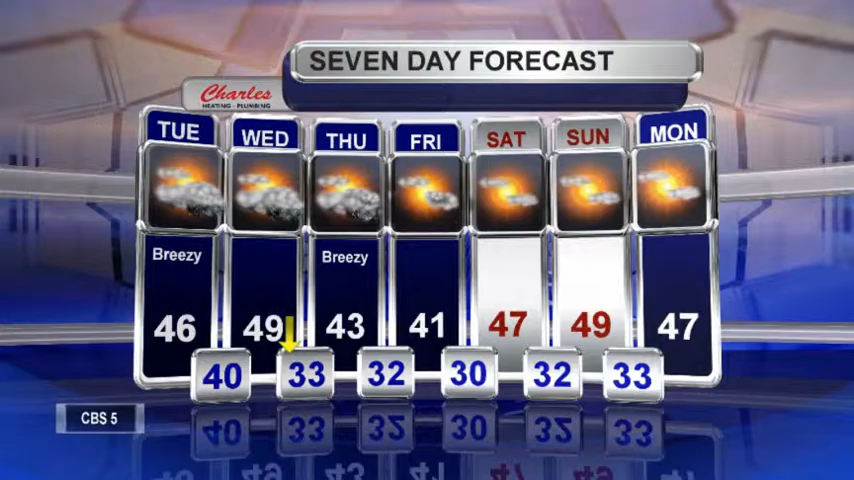 SEVEN DAY FORECAST
Charles
HEATING - PLUMBING
TUE WED THU FRI SAT SUN MON
Breezy Breezy
46 49 43 41 47 49 47
40 33 32 30 32 33
CBS 5